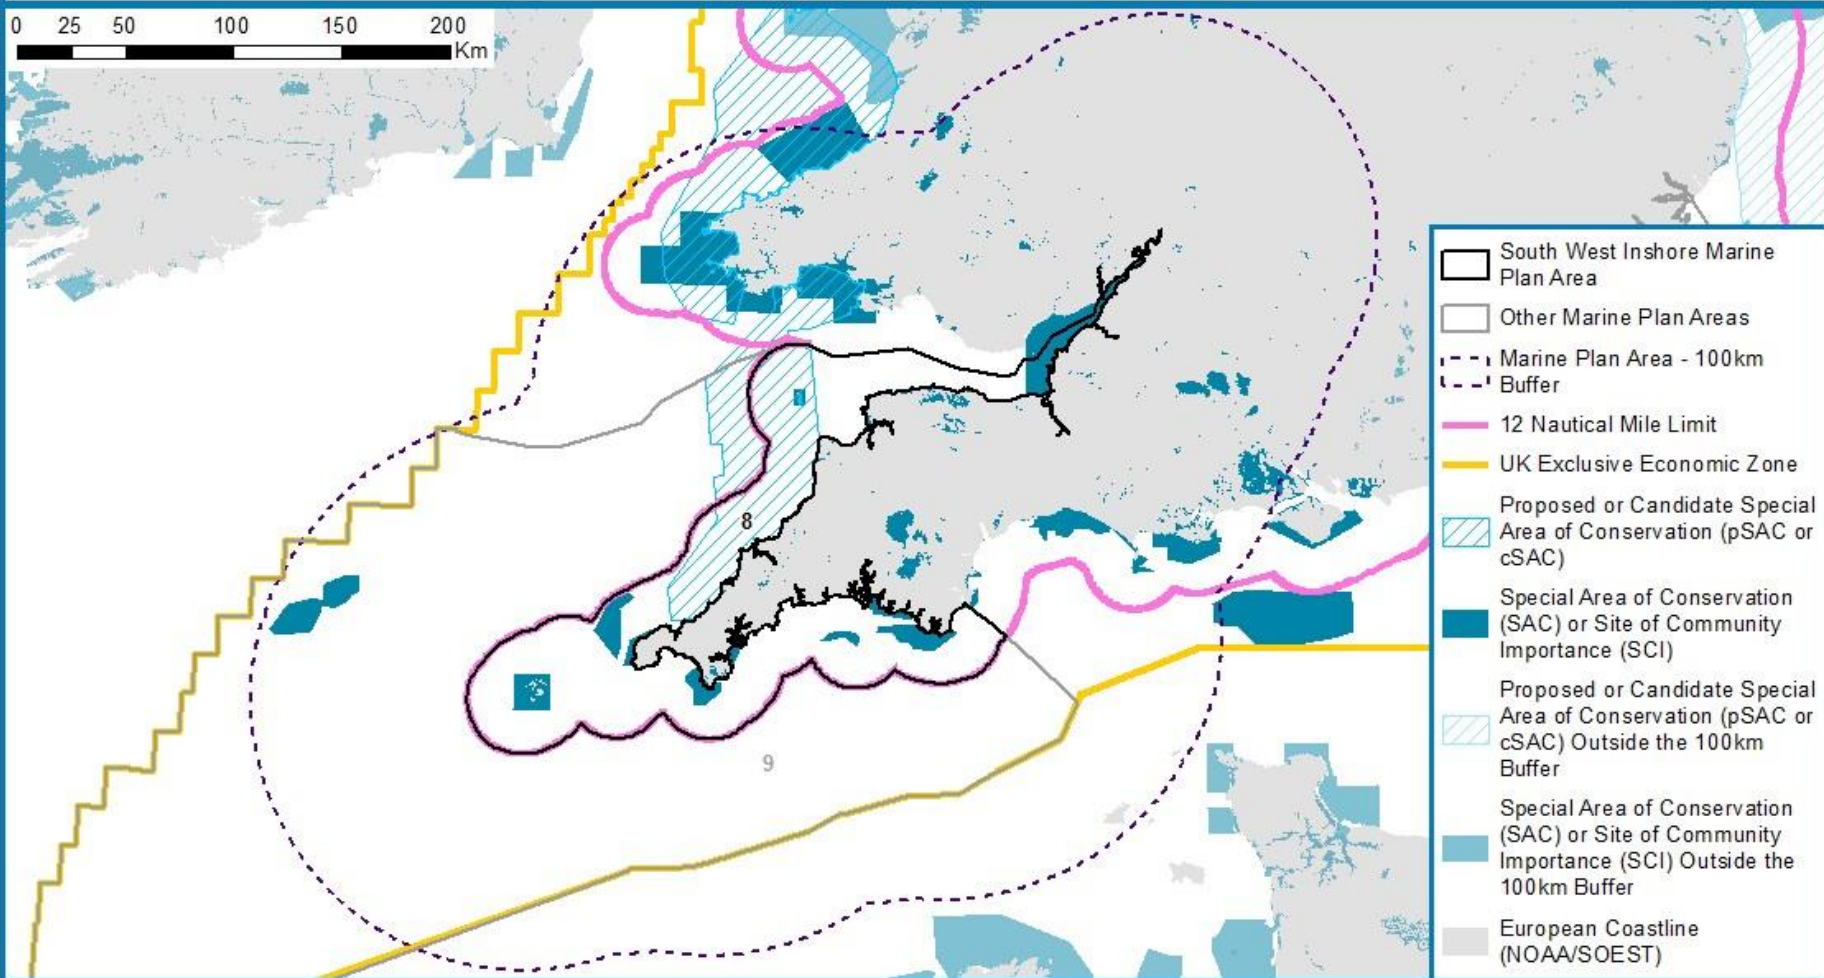 0 25 50 100 150 200
Km
8
9
South West Inshore Marine
Plan Area
Other Marine Plan Areas
Marine Plan Area - 100km
Buffer
12 Nautical Mile Limit
UK Exclusive Economic Zone
Proposed or Candidate Special
Area of Conservation (pSAC or
cSAC)
Special Area of Conservation
(SAC) or Site of Community
Importance (SCI)
Proposed or Candidate Special
Area of Conservation (pSAC or
cSAC) Outside the 100km
Buffer
Special Area of Conservation
(SAC) or Site of Community
Importance (SCI) Outside the
100km Buffer
European Coastline
(NOAA/SOEST)